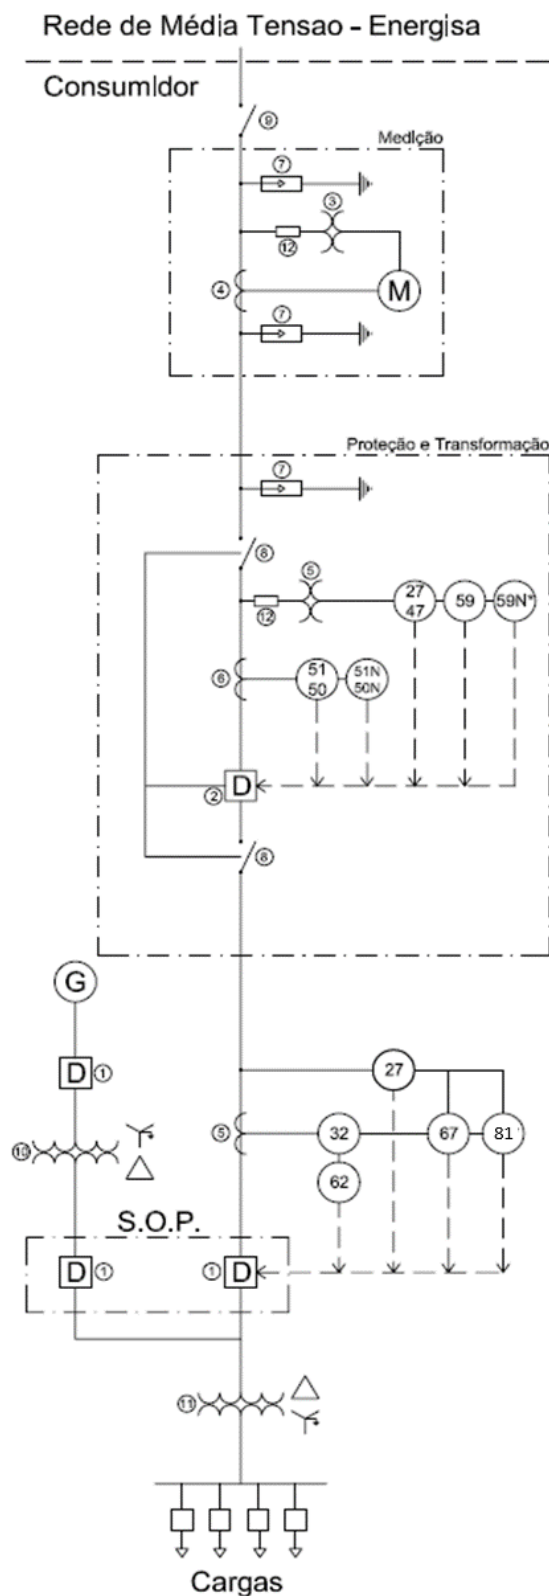 Rede de Média Tensao - Energisa
Consumidor
9
Medição
7
3
12
4
M
7
Proteção e Transformação
7
8
5
12
27
47
59
59N*
6
51
50
51N
50N
2
D
8
G
D
1
27
10
5
32
67
81
62
S.O.P.
D
1
1
D
11
Cargas